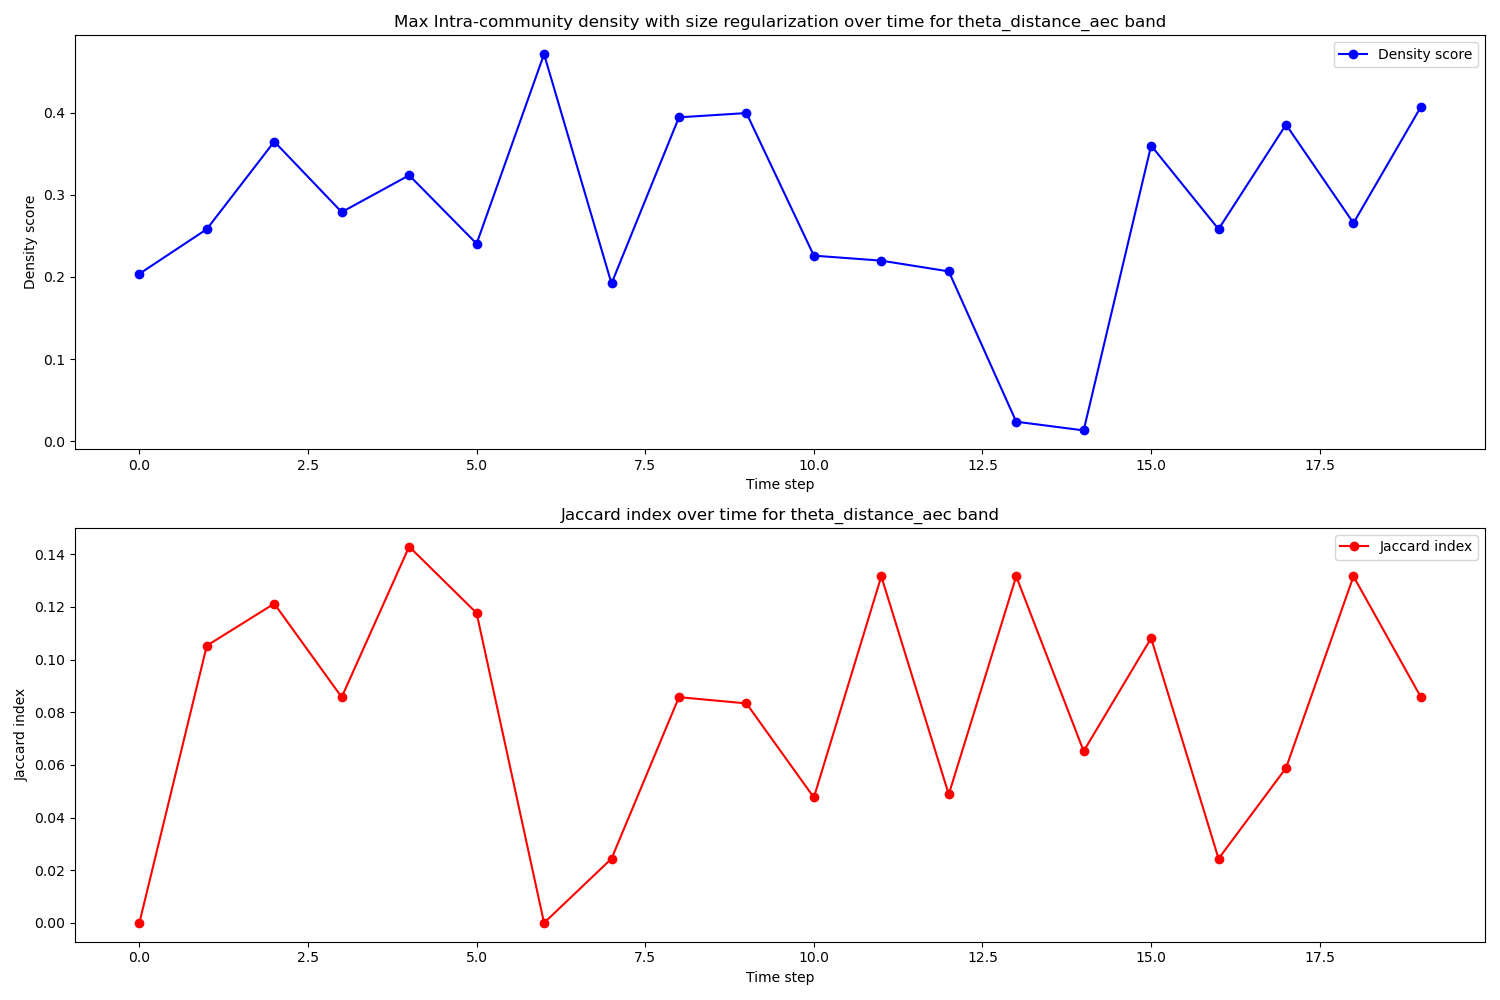 Max Intra-community density with size regularization over time for theta_distance_aec band
Density score
Density score
0.4
0.3
0.2
0.1
0.0
0.0 2.5 5.0 7.5 10.0 12.5 15.0 17.5
Time step
Jaccard index over time for theta_distance_aec band
Jaccard index
Jaccard index
0.14
0.12
0.10
0.08
0.06
0.04
0.02
0.00
0.0 2.5 5.0 7.5 10.0 12.5 15.0 17.5
Time step